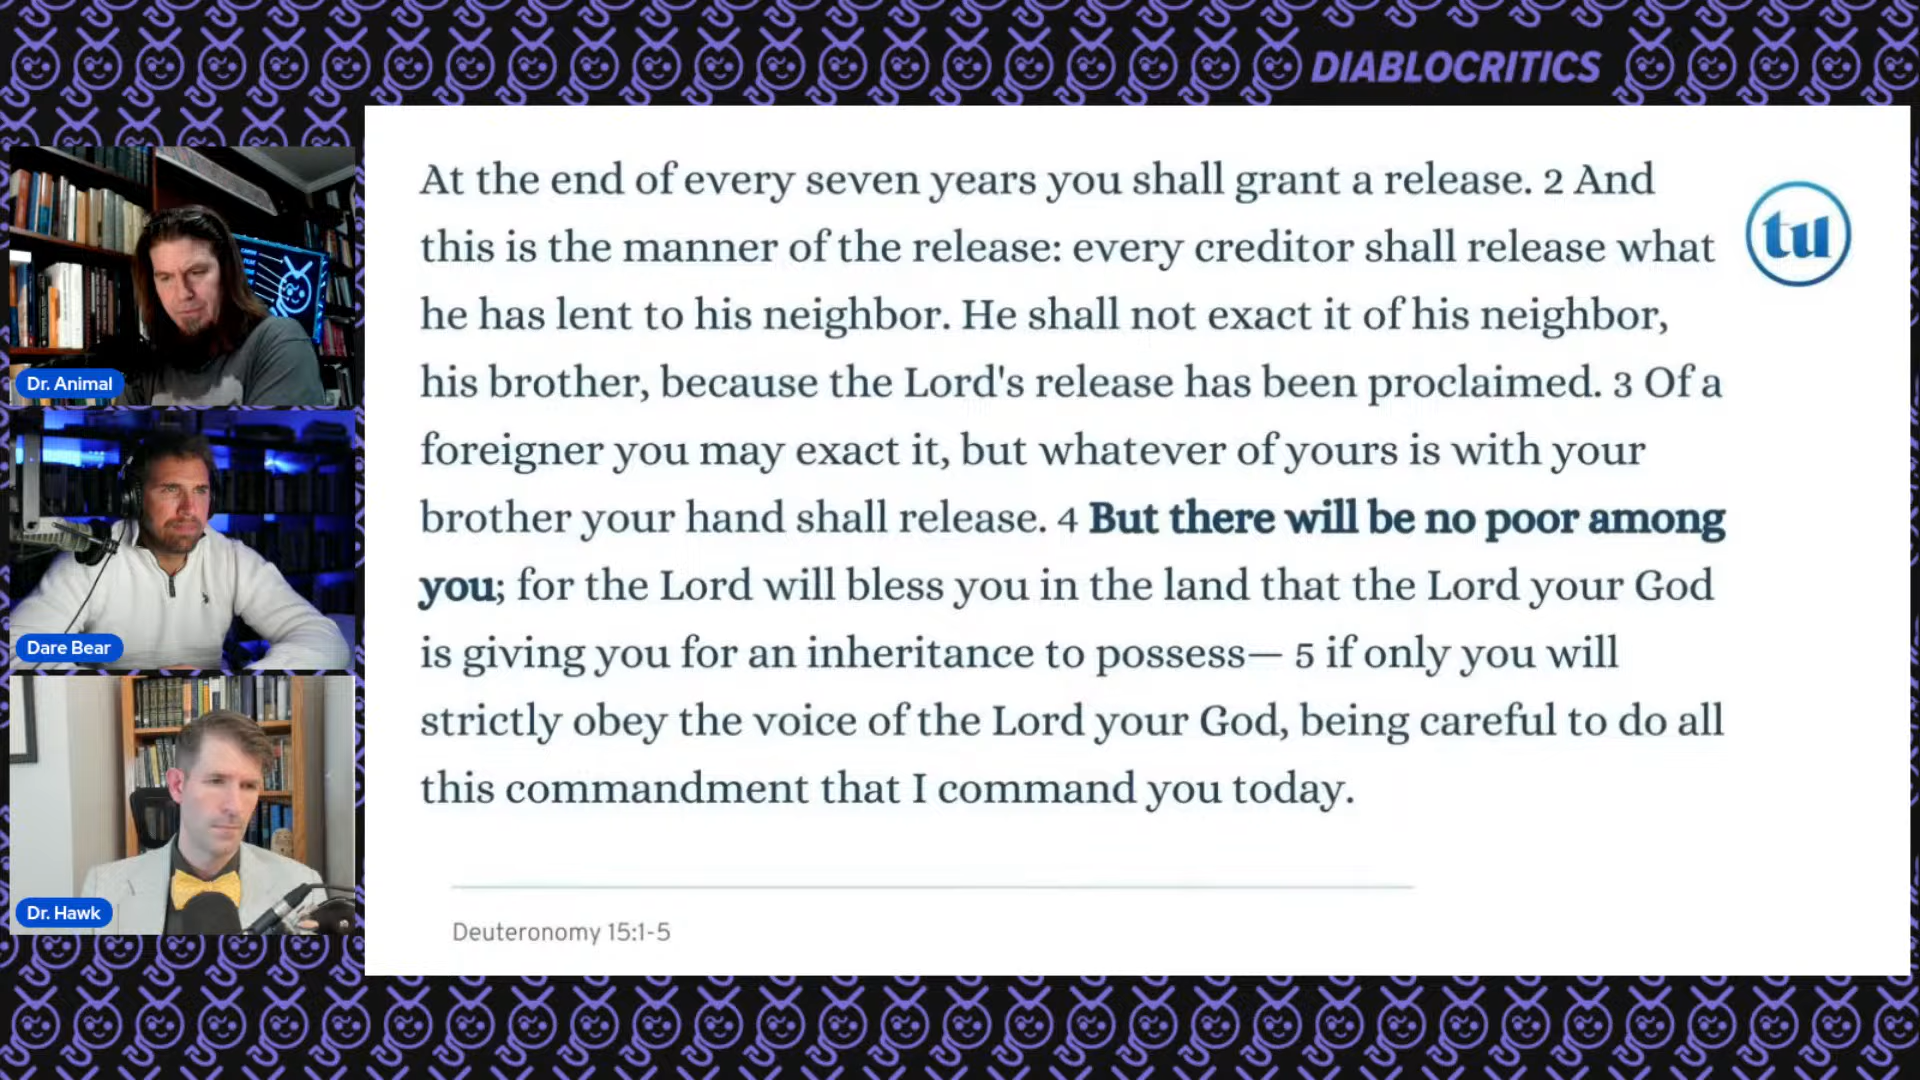 DIABLOCRITICS
At the end of every seven years you shall grant a release. 2 And
this is the manner of the release: every creditor shall release what
he has lent to his neighbor. He shall not exact it of his neighbor,
his brother, because the Lord's release has been proclaimed. 3 Of a
foreigner you may exact it, but whatever of yours is with your
brother your hand shall release. 4 But there will be no poor among
you; for the Lord will bless you in the land that the Lord your God
is giving you for an inheritance to possess— 5 if only you will
strictly obey the voice of the Lord your God, being careful to do all
this commandment that I command you today.
Deuteronomy 15:1-5
tu
Dr. Animal
Dare Bear
Dr. Hawk